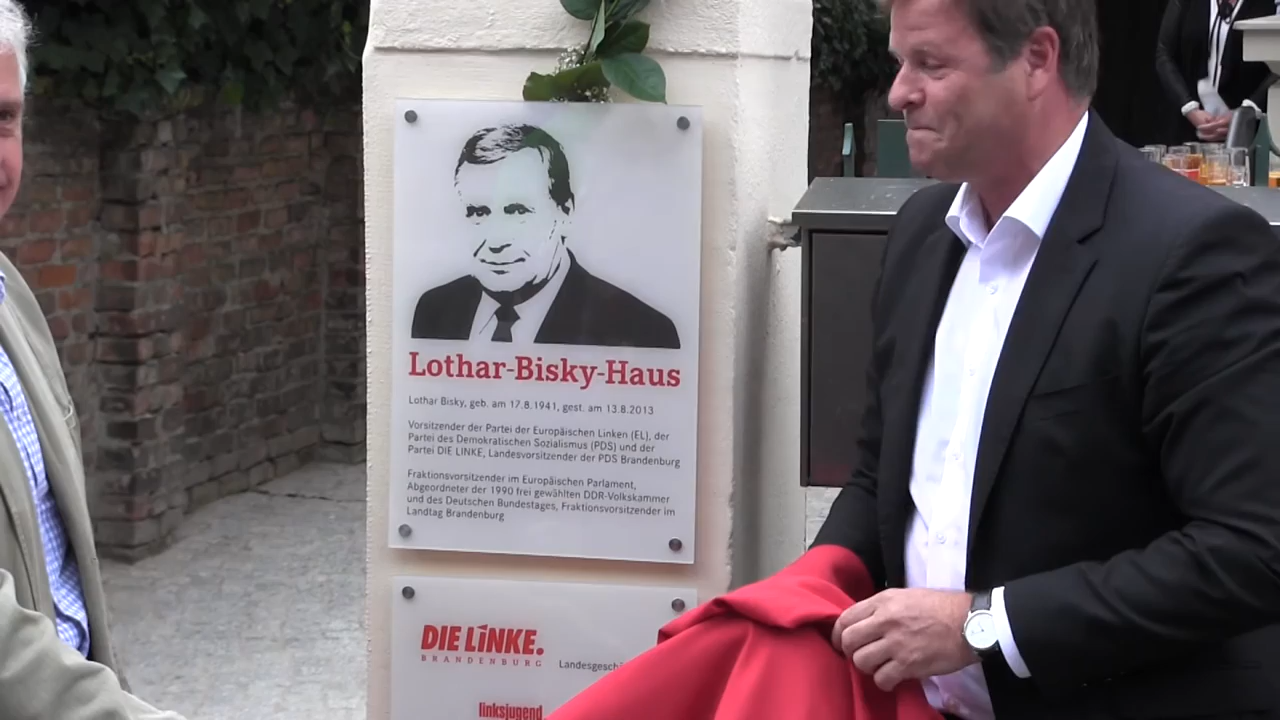 Lothar-Bisky-Haus
Lothar Bisky, geb. am 17.8.1941, gest. am 13.8.2013
Vorsitzender der Partei der Europäischen Linken (EL), der
Partei des Demokratischen Sozialismus (PDS) und der
Partei DIE LINKE, Landesvorsitzender der PDS Brandenburg
Fraktionsvorsitzender im Europäischen Parlament,
Abgeordneter der 1990 frei gewählten DDR-Volkskammer
und des Deutschen Bundestages, Fraktionsvorsitzender im
Landtag Brandenburg
DIE LINKE.
BRANDENBURG
Landesgeschä
linksjugend